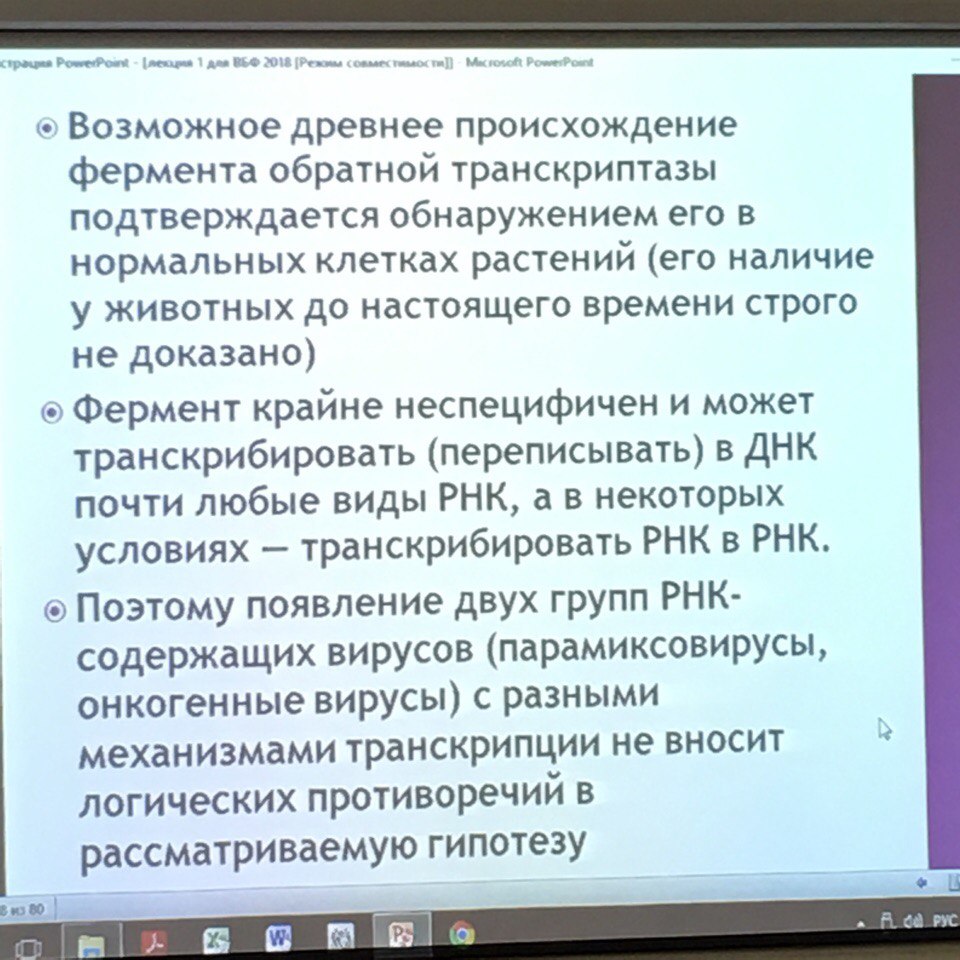 страция PowerPoint - [лекция 1 для ВБФ 2018 [Режим совместимости]] - Microsoft PowerPoint
Возможное древнее происхождение
фермента обратной транскриптазы
подтверждается обнаружением его в
нормальных клетках растений (его наличие
у животных до настоящего времени строго
не доказано)
Фермент крайне неспецифичен и может
транскрибировать (переписывать) в ДНК
почти любые виды РНК, а в некоторых
условиях — транскрибировать РНК в РНК.
Поэтому появление двух групп РНК-
содержащих вирусов (парамиксовирусы,
онкогенные вирусы) с разными
механизмами транскрипции не вносит
логических противоречий в
рассматриваемую гипотезу
из 80
РУС